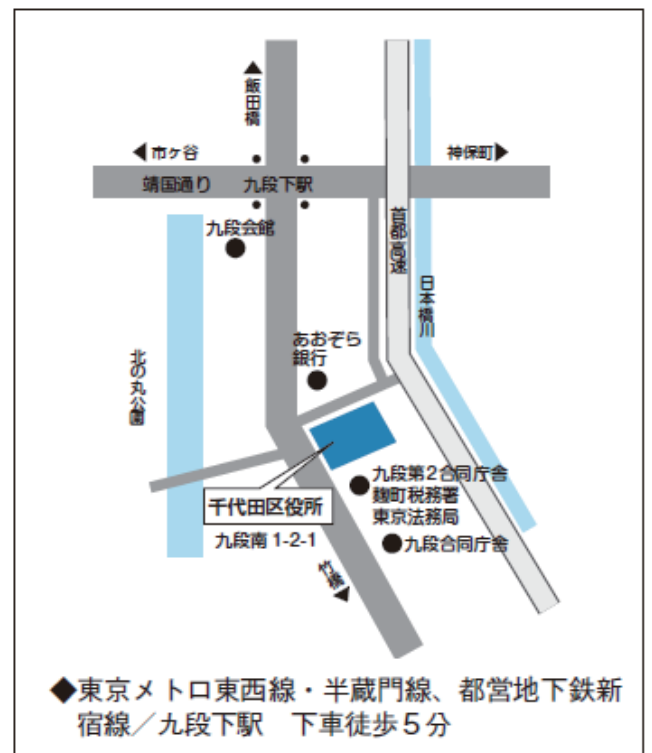 ▲
飯田橋
◀市ヶ谷
神保町▶
靖国通り 九段下駅
九段会館
首都高速
日本橋川
あおぞら
銀行
北の丸公園
九段第2合同庁舎
麹町税務署
東京法務局
千代田区役所
九段南1-2-1
九段合同庁舎
竹橋
◆東京メトロ東西線・半蔵門線、都営地下鉄新
宿線／九段下駅　下車徒歩5分